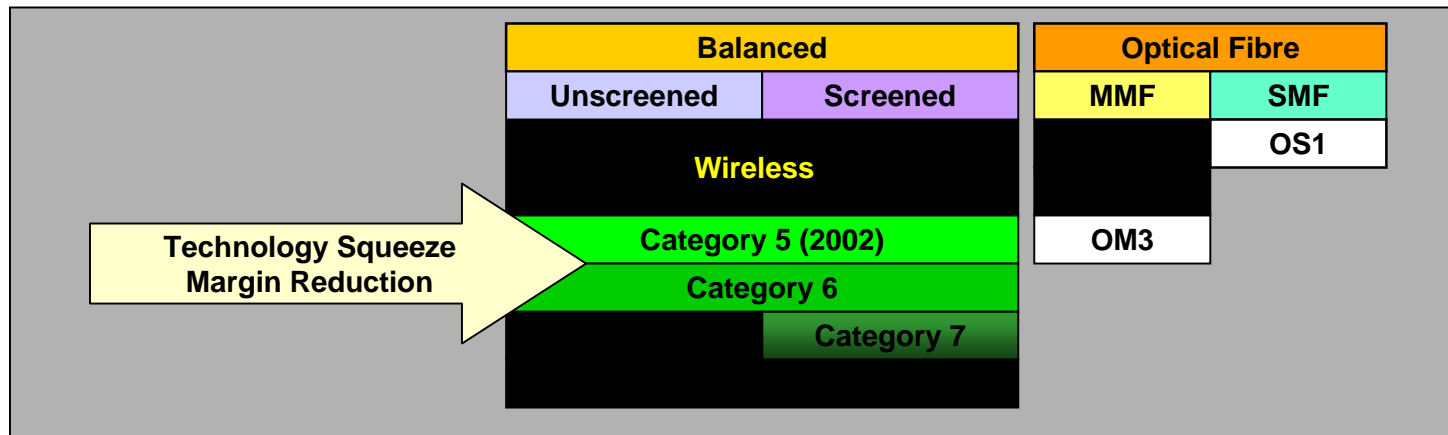 Balanced
Optical Fibre
Unscreened
Screened
MMF
SMF
OS1
Wireless
Technology Squeeze
Margin Reduction
Category 5 (2002)
OM3
Category 6
Category 7